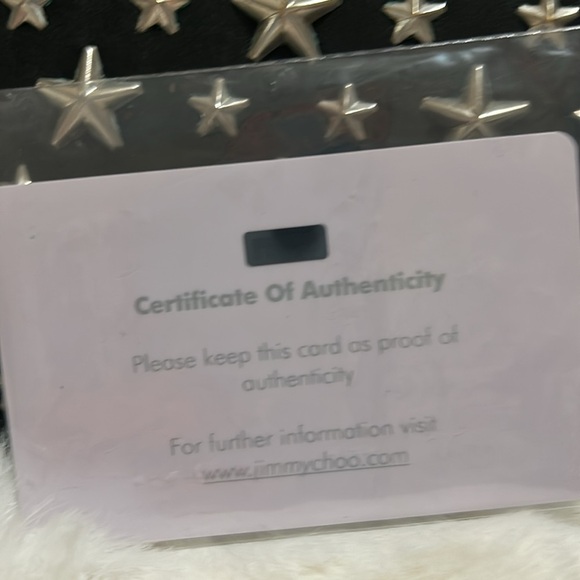 Certificate Of Authenticity
Please keep this card as proof of
authenticity
For further information visit
www.jimmychoo.com